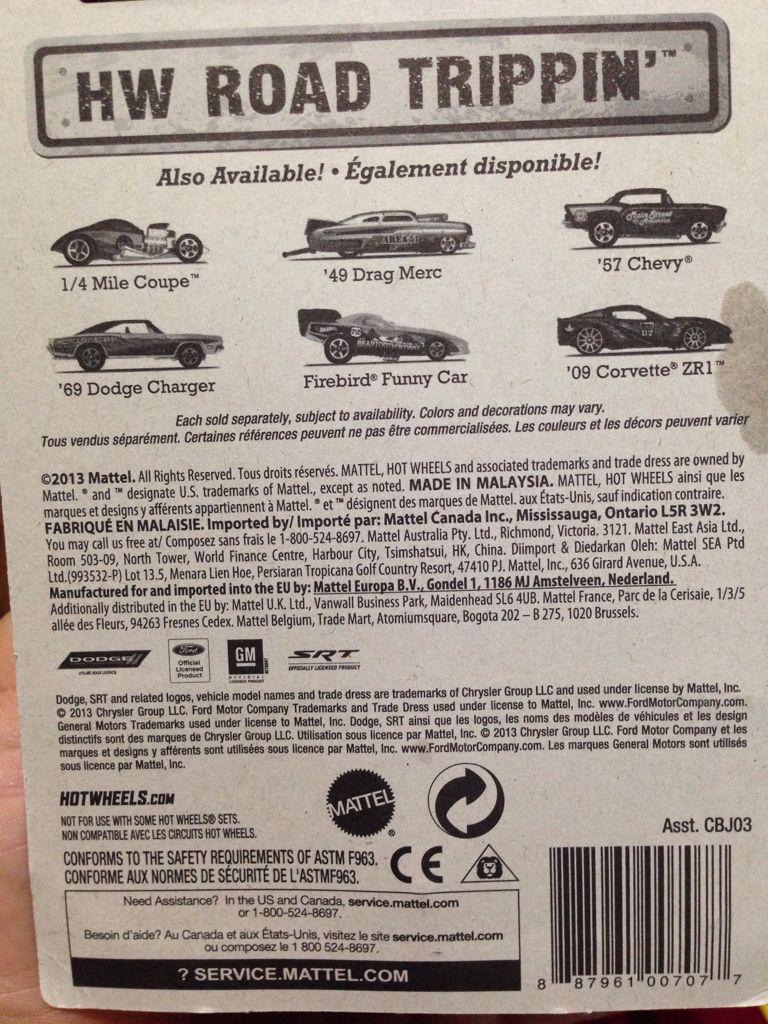 HW ROAD TRIPPIN'™
Also Available! • Également disponible!
AREA 51
Main Street
1/4 Mile Coupe™
'49 Drag Merc
'57 Chevy®
'69 Dodge Charger
Firebird® Funny Car
'09 Corvette® ZR1™
Each sold separately, subject to availability. Colors and decorations may vary.
Tous vendus séparément. Certaines références peuvent ne pas être commercialisées. Les couleurs et les décors peuvent varier
©2013 Mattel. All Rights Reserved. Tous droits réservés. MATTEL, HOT WHEELS and associated trademarks and trade dress are owned by
Mattel. ® and ™ designate U.S. trademarks of Mattel., except as noted. MADE IN MALAYSIA. MATTEL, HOT WHEELS ainsi que les
marques et designs y afférents appartiennent à Mattel. ® et ™ désignent des marques de Mattel. aux États-Unis, sauf indication contraire.
FABRIQUÉ EN MALAISIE. Imported by/ Importé par: Mattel Canada Inc., Mississauga, Ontario L5R 3W2.
You may call us free at/ Composez sans frais le 1-800-524-8697. Mattel Australia Pty. Ltd., Richmond, Victoria. 3121. Mattel East Asia Ltd.,
Room 503-09, North Tower, World Finance Centre, Harbour City, Tsimshatsui, HK, China. Diimport & Diedarkan Oleh: Mattel SEA Ptd
Ltd.(993532-P) Lot 13.5, Menara Lien Hoe, Persiaran Tropicana Golf Country Resort, 47410 PJ. Mattel, Inc., 636 Girard Avenue, U.S.A.
Manufactured for and imported into the EU by: Mattel Europa B.V., Gondel 1, 1186 MJ Amstelveen, Nederland.
Additionally distributed in the EU by: Mattel U.K. Ltd., Vanwall Business Park, Maidenhead SL6 4UB. Mattel France, Parc de la Cerisaie, 1/3/5
allée des Fleurs, 94263 Fresnes Cedex. Mattel Belgium, Trade Mart, Atomiumsquare, Bogota 202 – B 275, 1020 Brussels.
DODGE
Ford
Official
Licensed
Product
GM
OFFICIAL
LICENSED PRODUCT
SRT
OFFICIALLY LICENSED PRODUCT
Dodge, SRT and related logos, vehicle model names and trade dress are trademarks of Chrysler Group LLC and used under license by Mattel, Inc.
© 2013 Chrysler Group LLC. Ford Motor Company Trademarks and Trade Dress used under license to Mattel, Inc. www.FordMotorCompany.com.
General Motors Trademarks used under license to Mattel, Inc. Dodge, SRT ainsi que les logos, les noms des modèles de véhicules et les design
distinctifs sont des marques de Chrysler Group LLC. Utilisation sous licence par Mattel, Inc. © 2013 Chrysler Group LLC. Ford Motor Company et les
marques et designs y afférents sont utilisées sous licence par Mattel, Inc. www.FordMotorCompany.com. Les marques General Motors sont utilisés
sous licence par Mattel, Inc.
HOTWHEELS.COM
NOT FOR USE WITH SOME HOT WHEELS® SETS.
NON COMPATIBLE AVEC LES CIRCUITS HOT WHEELS.
MATTEL®
Asst. CBJ03
CONFORMS TO THE SAFETY REQUIREMENTS OF ASTM F963.
CONFORME AUX NORMES DE SÉCURITÉ DE L'ASTMF963.
CE
Need Assistance? In the US and Canada, service.mattel.com
or 1-800-524-8697.
Besoin d'aide? Au Canada et aux États-Unis, visitez le site service.mattel.com
ou composez le 1 800 524-8697.
? SERVICE.MATTEL.COM
8 87961 00707 7